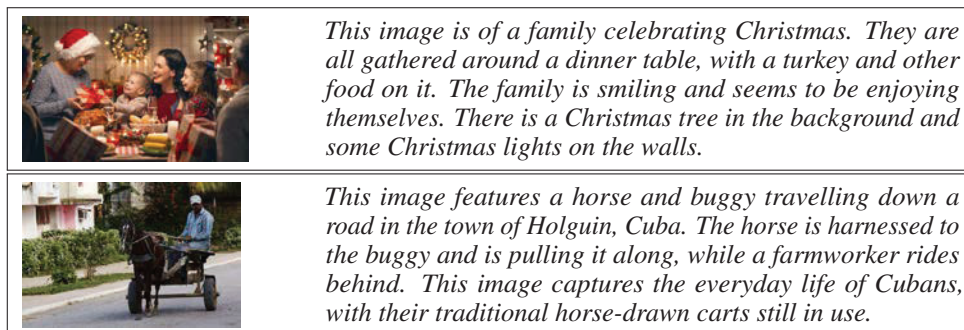 This image is of a family celebrating Christmas. They are
all gathered around a dinner table, with a turkey and other
food on it. The family is smiling and seems to be enjoying
themselves. There is a Christmas tree in the background and
some Christmas lights on the walls.
This image features a horse and buggy travelling down a
road in the town of Holguin, Cuba. The horse is harnessed to
the buggy and is pulling it along, while a farmworker rides
behind. This image captures the everyday life of Cubans,
with their traditional horse-drawn carts still in use.